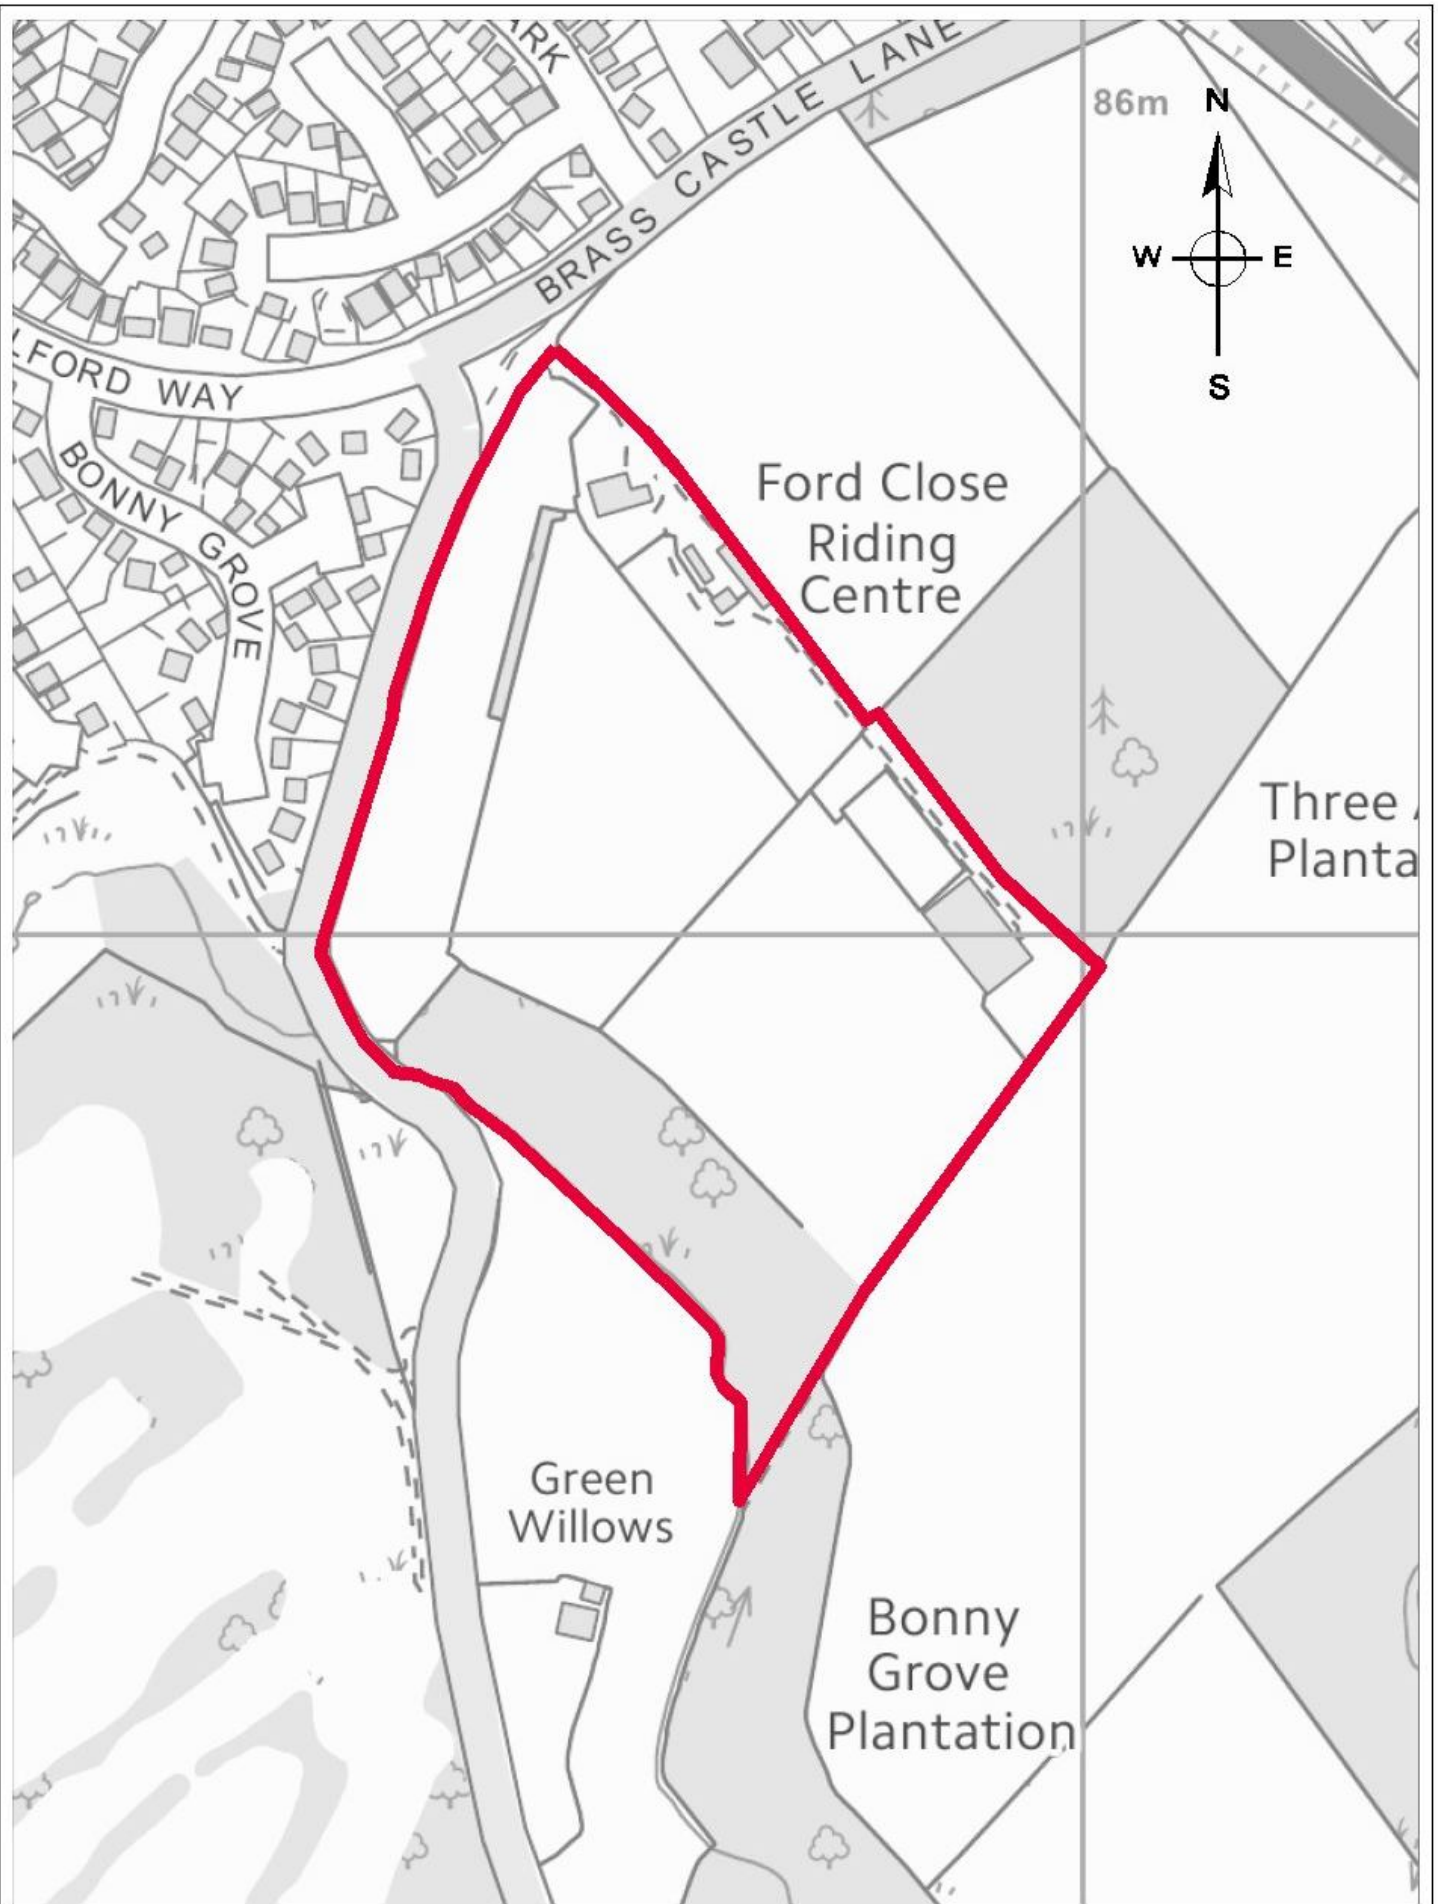 ARK
BRASS CASTLE LANE
86m
N
W
E
S
LFORD WAY
BONNY GROVE
Ford Close
Riding
Centre
Three
Planta
Green
Willows
Bonny
Grove
Plantation